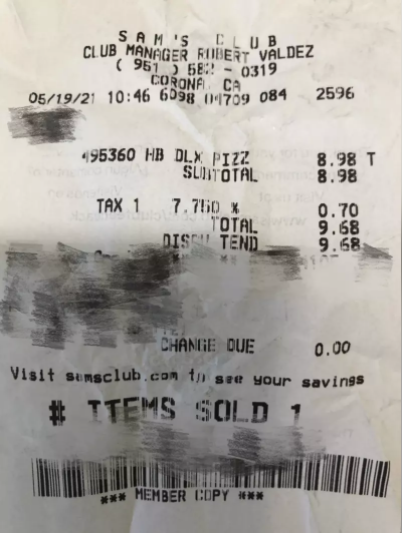 SAM'S CLUB
CLUB MANAGER ROBERT VALDEZ
( 951 ) 582 - 0319
CORONA, CA
05/19/21 10:46 6098 04709 084 2596
495360 HB DLX PIZZ 8.98 T
SUBTOTAL 8.98
TAX 1 7.750 % 0.70
TOTAL 9.68
DISCV TEND 9.68
CHANGE DUE 0.00
Visit samsclub.com to see your savings
# ITEMS SOLD 1
*** MEMBER COPY ***